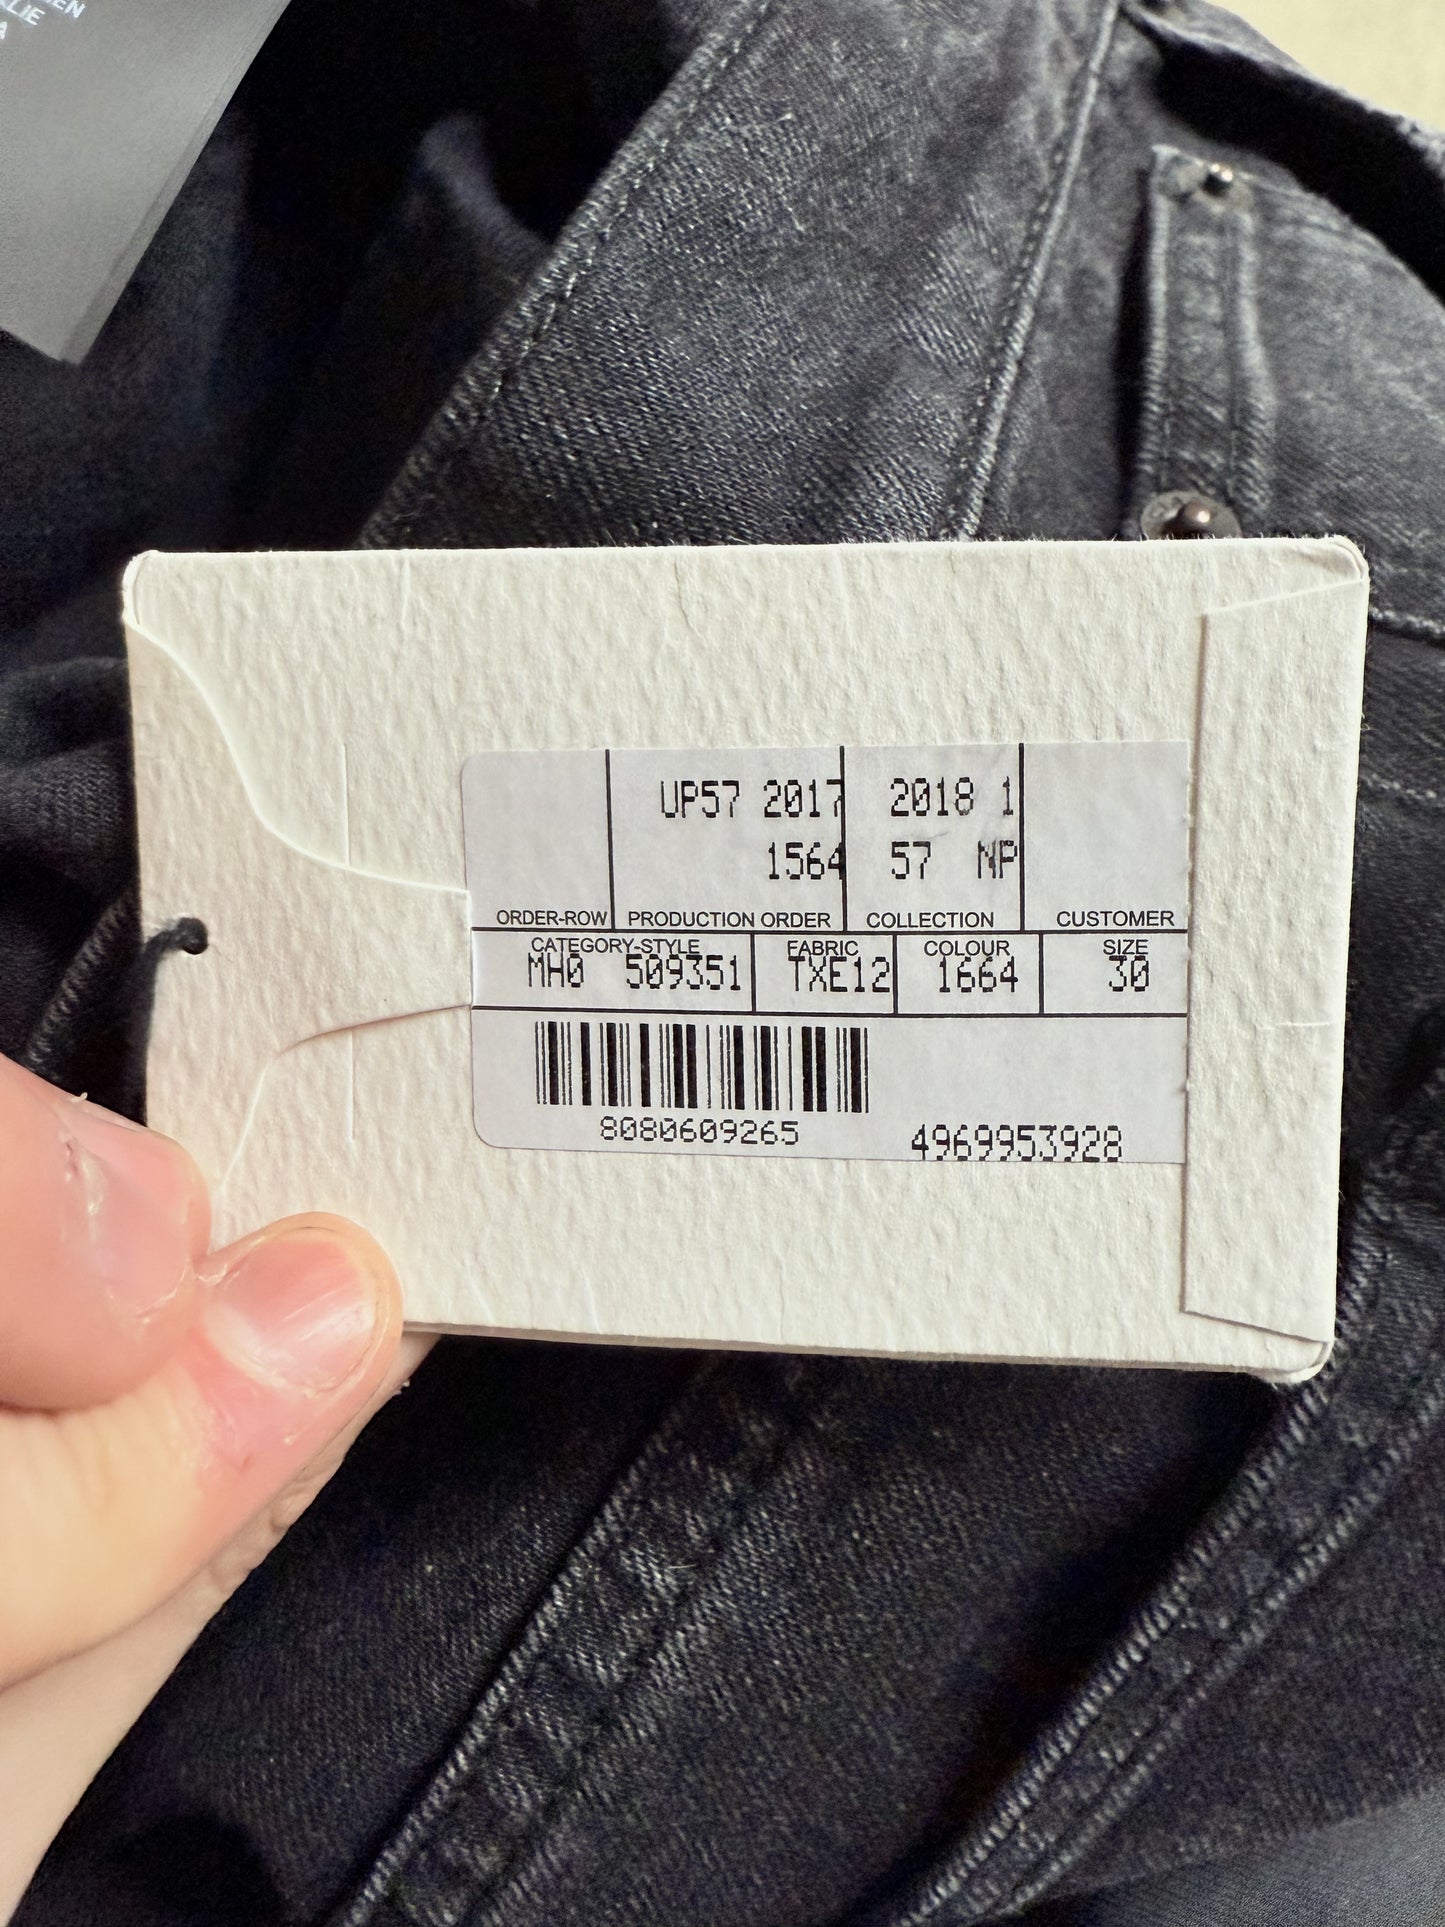 UP57 2017
1564
2018 1
57 NP
ORDER-ROW PRODUCTION ORDER COLLECTION CUSTOMER
CATEGORY-STYLE FABRIC COLOUR SIZE
MH0 509351 TXE12 1664 30
8080609265
4969953928